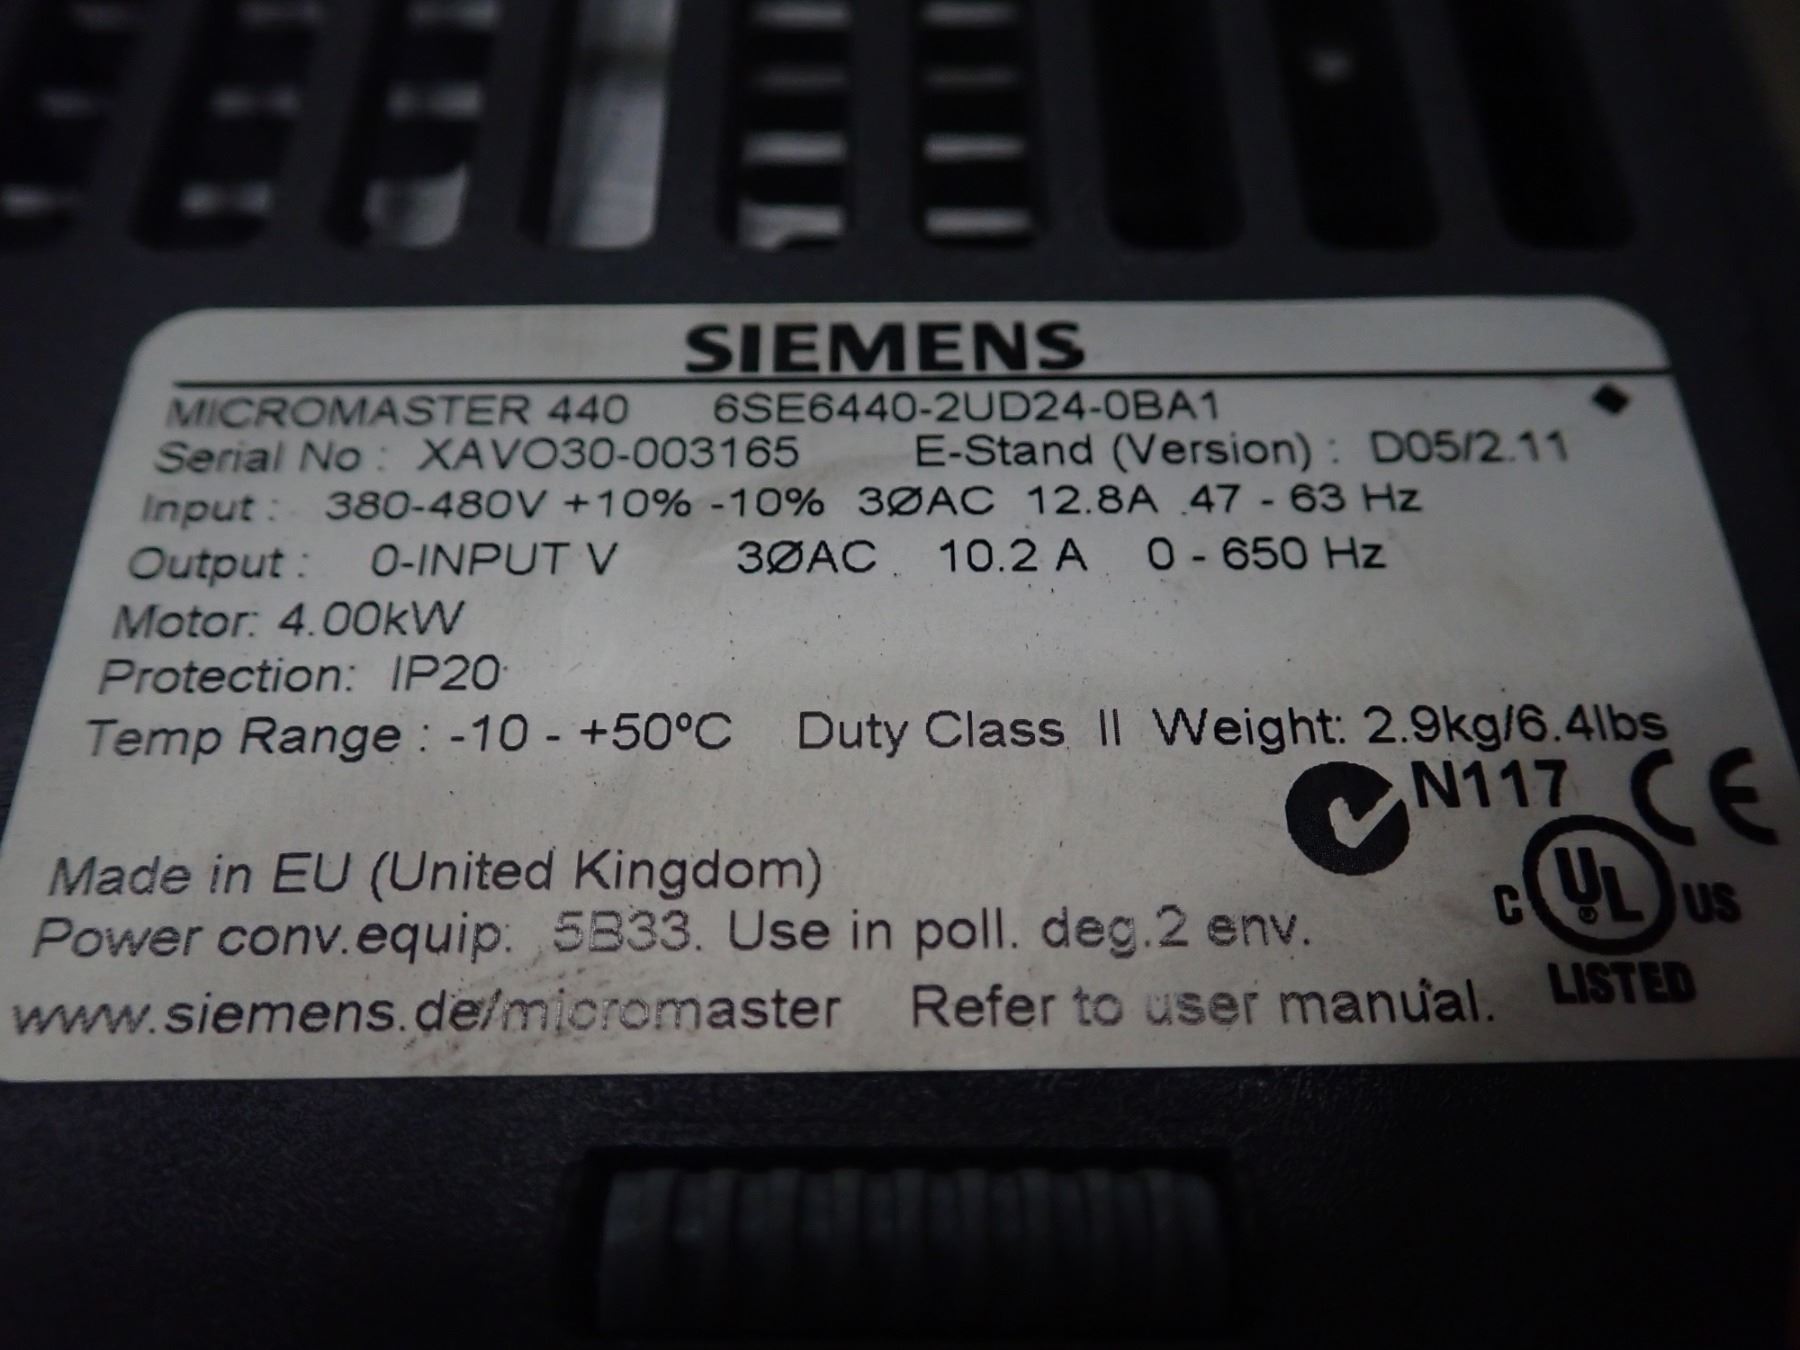 SIEMENS
MICROMASTER 440 6SE6440-2UD24-0BA1
Serial No : XAVO30-003165 E-Stand (Version) : D05/2.11
Input : 380-480V +10% -10% 3ØAC 12.8A 47 - 63 Hz
Output : 0-INPUT V 3ØAC 10.2 A 0 - 650 Hz
Motor: 4.00kW
Protection: IP20
Temp Range : -10 - +50ºC Duty Class II Weight: 2.9kg/6.4lbs
N117 CE
Made in EU (United Kingdom)
C UL ® US
Power conv.equip: 5B33. Use in poll. deg.2 env.
LISTED
www.siemens.de/micromaster Refer to user manual.